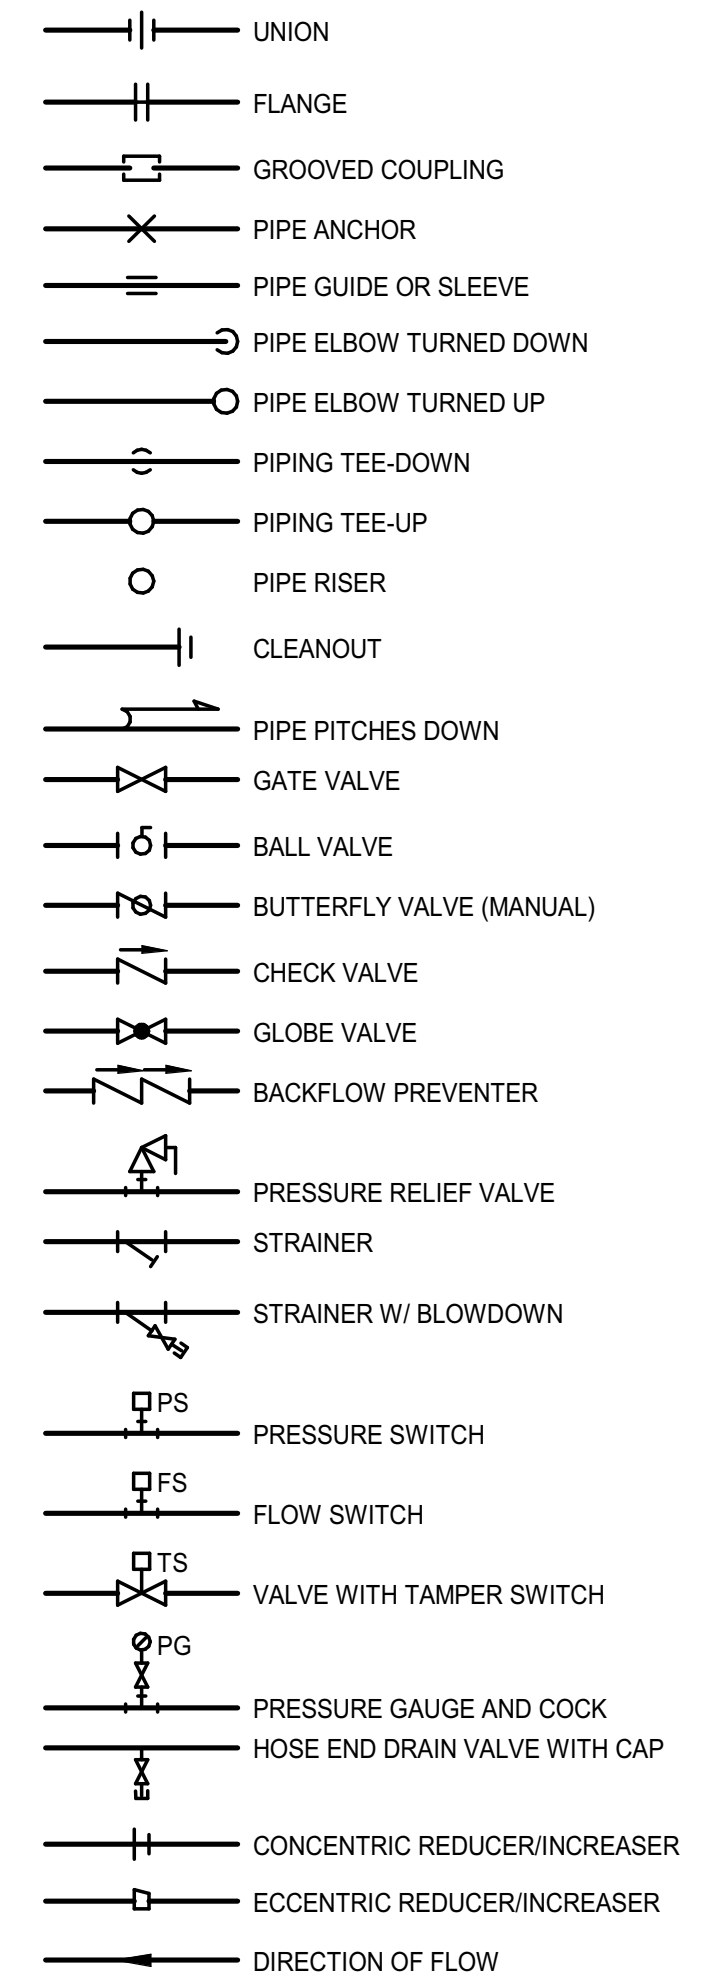 UNION
FLANGE
GROOVED COUPLING
PIPE ANCHOR
PIPE GUIDE OR SLEEVE
PIPE ELBOW TURNED DOWN
PIPE ELBOW TURNED UP
PIPING TEE-DOWN
PIPING TEE-UP
PIPE RISER
CLEANOUT
PIPE PITCHES DOWN
GATE VALVE
BALL VALVE
BUTTERFLY VALVE (MANUAL)
CHECK VALVE
GLOBE VALVE
BACKFLOW PREVENTER
PRESSURE RELIEF VALVE
STRAINER
STRAINER W/ BLOWDOWN
PS
PRESSURE SWITCH
FS
FLOW SWITCH
TS
VALVE WITH TAMPER SWITCH
PG
PRESSURE GAUGE AND COCK
HOSE END DRAIN VALVE WITH CAP
CONCENTRIC REDUCER/INCREASER
ECCENTRIC REDUCER/INCREASER
DIRECTION OF FLOW